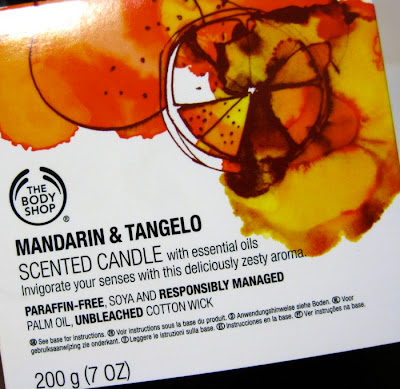 THE
BODY
SHOP®
MANDARIN & TANGELO
SCENTED CANDLE with essential oils
Invigorate your senses with this deliciously zesty aroma.
PARAFFIN-FREE, SOYA AND RESPONSIBLY MANAGED
PALM OIL, UNBLEACHED COTTON WICK
See base for instructions. Voir instructions sous la base du produit. Anwendungshinweise siehe Boden. Voor
gebruiksaanwijzing zie onderkant. Leggere le istruzioni sulla base. Instrucciones en la base. Ver instruções na base.
200 g (7 OZ)